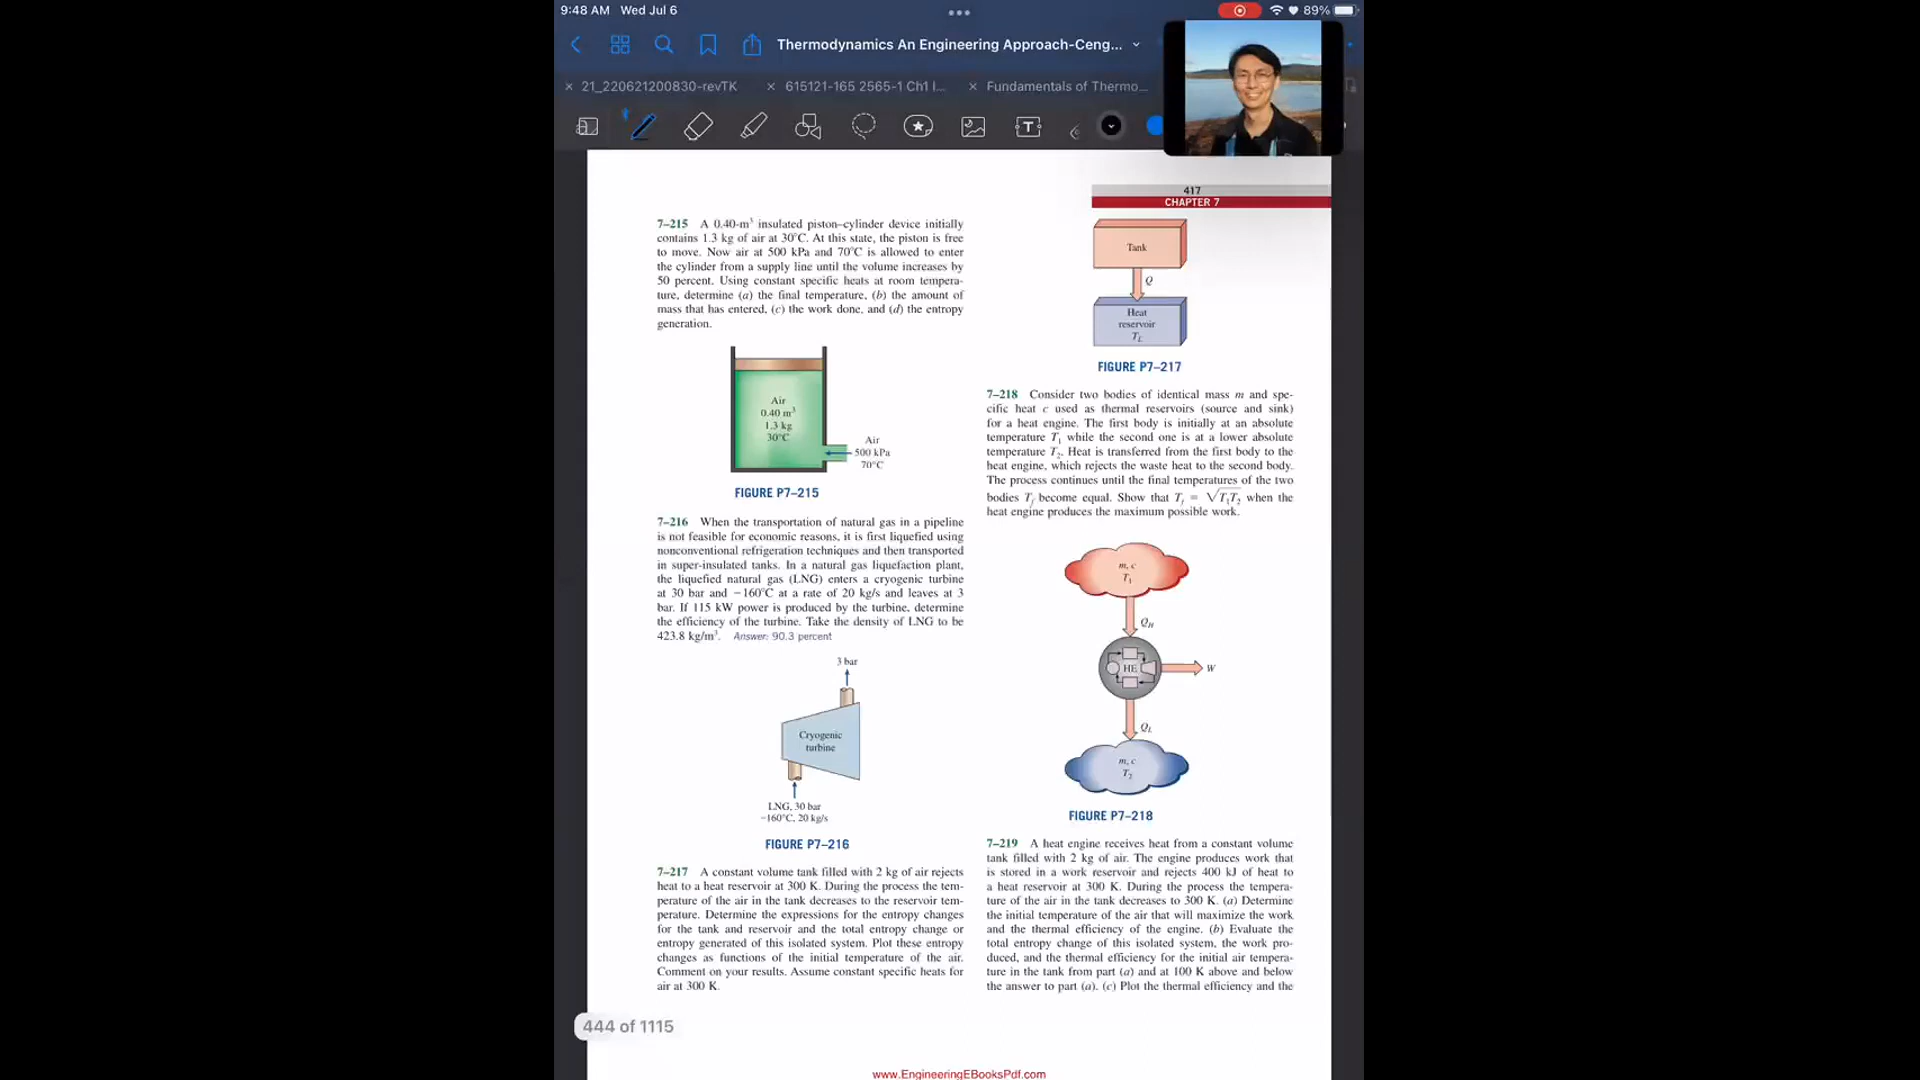 9:48 AM Wed Jul 6
89%
Thermodynamics An Engineering Approach-Ceng...
21_220621200830-revTK
615121-165 2565-1 Ch1 I...
Fundamentals of Thermo...
417
CHAPTER 7
7–215 A 0.40-m³ insulated piston–cylinder device initially
contains 1.3 kg of air at 30°C. At this state, the piston is free
to move. Now air at 500 kPa and 70°C is allowed to enter
the cylinder from a supply line until the volume increases by
50 percent. Using constant specific heats at room tempera-
ture, determine (a) the final temperature, (b) the amount of
mass that has entered, (c) the work done, and (d) the entropy
generation.
Air
0.40 m³
1.3 kg
30°C
Air
500 kPa
70°C
FIGURE P7–215
7–216 When the transportation of natural gas in a pipeline
is not feasible for economic reasons, it is first liquefied using
nonconventional refrigeration techniques and then transported
in super-insulated tanks. In a natural gas liquefaction plant,
the liquefied natural gas (LNG) enters a cryogenic turbine
at 30 bar and −160°C at a rate of 20 kg/s and leaves at 3
bar. If 115 kW power is produced by the turbine, determine
the efficiency of the turbine. Take the density of LNG to be
423.8 kg/m³. Answer: 90.3 percent
3 bar
Cryogenic
turbine
LNG, 30 bar
−160°C, 20 kg/s
FIGURE P7–216
7–217 A constant volume tank filled with 2 kg of air rejects
heat to a heat reservoir at 300 K. During the process the tem-
perature of the air in the tank decreases to the reservoir tem-
perature. Determine the expressions for the entropy changes
for the tank and reservoir and the total entropy change or
entropy generated of this isolated system. Plot these entropy
changes as functions of the initial temperature of the air.
Comment on your results. Assume constant specific heats for
air at 300 K.
Tank
Q
Heat
reservoir
T_L
FIGURE P7–217
7–218 Consider two bodies of identical mass m and spe-
cific heat c used as thermal reservoirs (source and sink)
for a heat engine. The first body is initially at an absolute
temperature T₁ while the second one is at a lower absolute
temperature T₂. Heat is transferred from the first body to the
heat engine, which rejects the waste heat to the second body.
The process continues until the final temperatures of the two
bodies T_f become equal. Show that T_f = √T₁T₂ when the
heat engine produces the maximum possible work.
m, c
T₁
Q_H
HE
W
Q_L
m, c
T₂
FIGURE P7–218
7–219 A heat engine receives heat from a constant volume
tank filled with 2 kg of air. The engine produces work that
is stored in a work reservoir and rejects 400 kJ of heat to
a heat reservoir at 300 K. During the process the tempera-
ture of the air in the tank decreases to 300 K. (a) Determine
the initial temperature of the air that will maximize the work
and the thermal efficiency of the engine. (b) Evaluate the
total entropy change of this isolated system, the work pro-
duced, and the thermal efficiency for the initial air tempera-
ture in the tank from part (a) and at 100 K above and below
the answer to part (a). (c) Plot the thermal efficiency and the
444 of 1115
www.EngineeringEBooksPdf.com